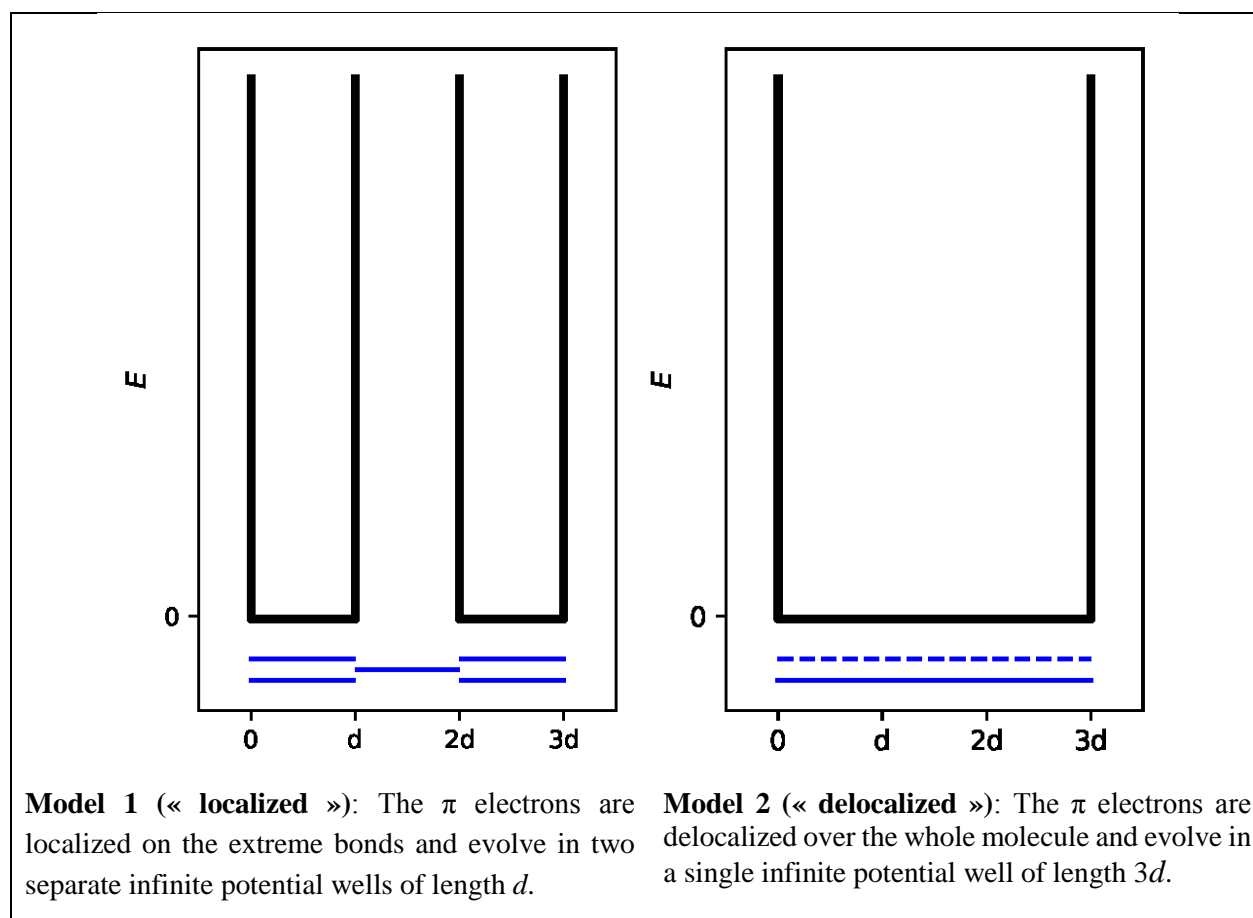 E
0
0
d
2d
3d
E
0
0
d
2d
3d
Model 1 (« localized »): The π electrons are
localized on the extreme bonds and evolve in two
separate infinite potential wells of length d.
Model 2 (« delocalized »): The π electrons are
delocalized over the whole molecule and evolve in
a single infinite potential well of length 3d.